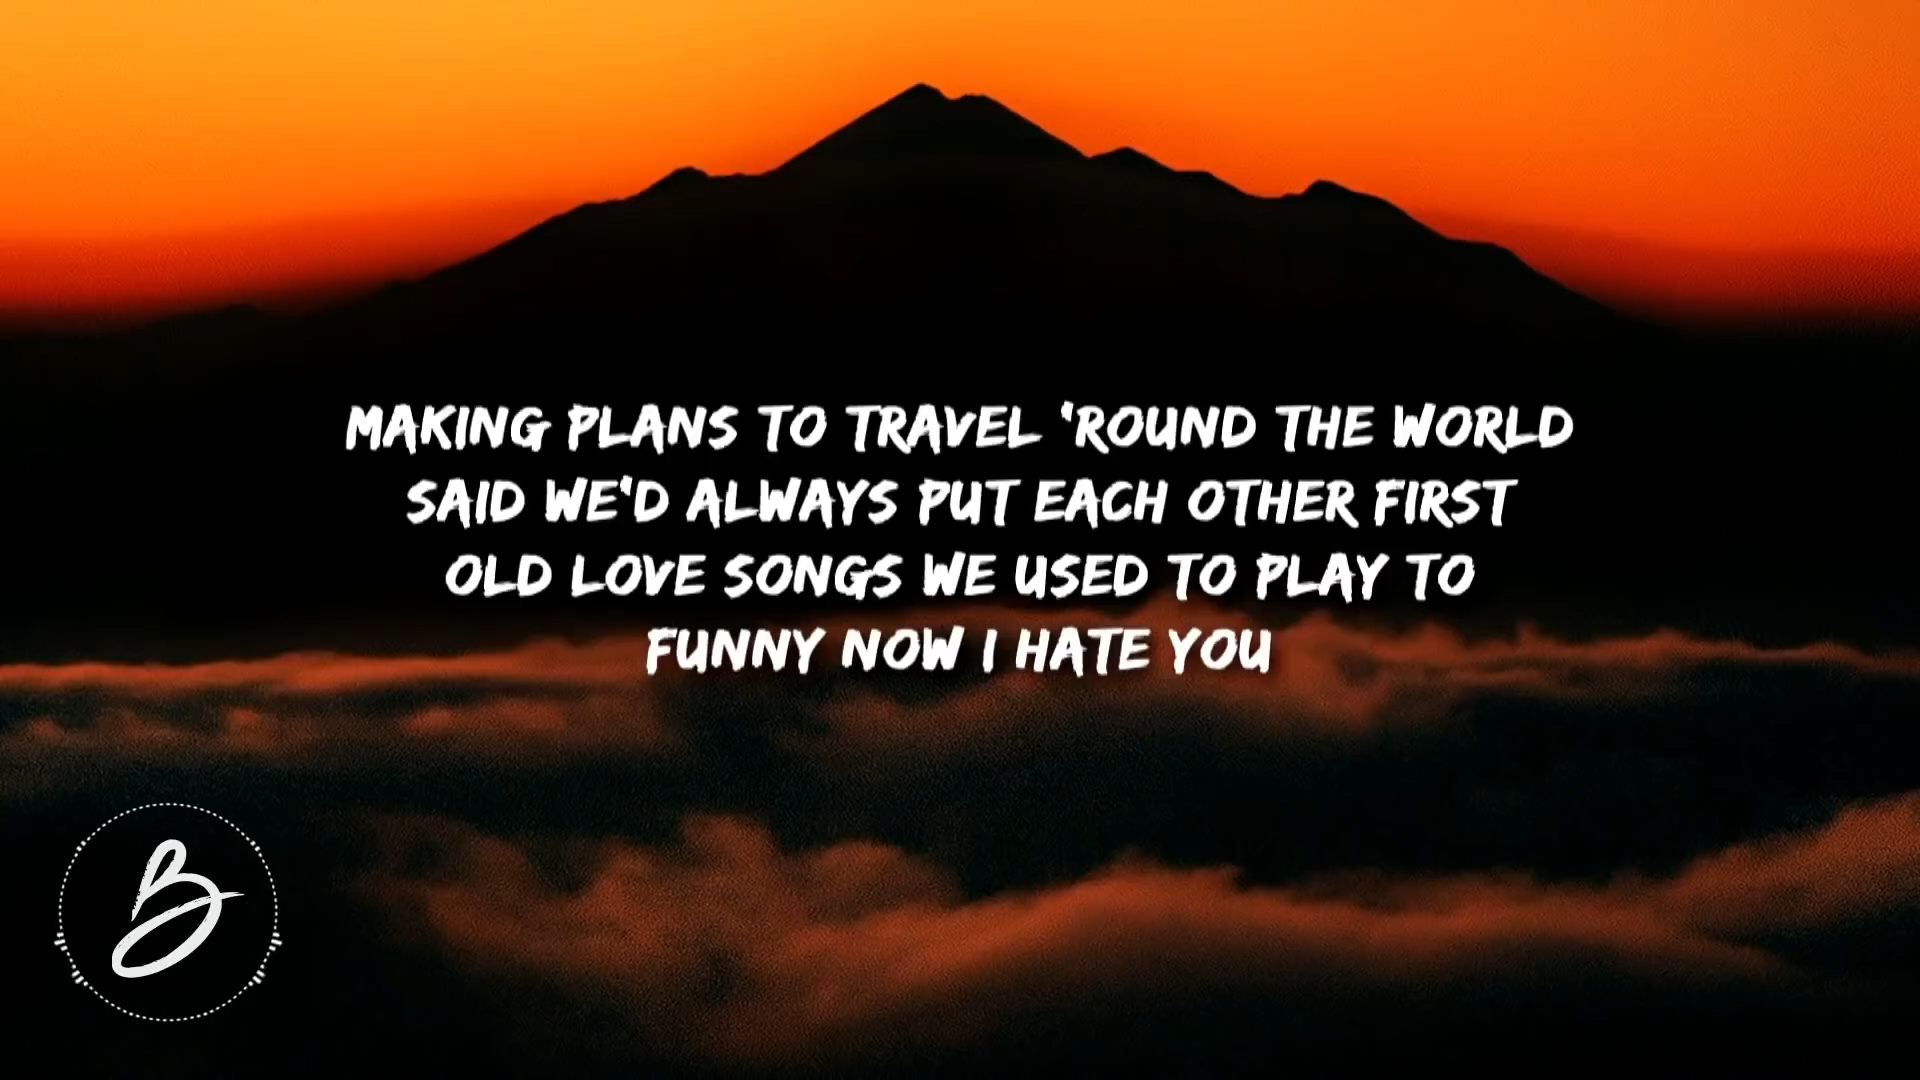 MAKING PLANS TO TRAVEL 'ROUND THE WORLD
SAID WE'D ALWAYS PUT EACH OTHER FIRST
OLD LOVE SONGS WE USED TO PLAY TO
FUNNY NOW I HATE YOU
B